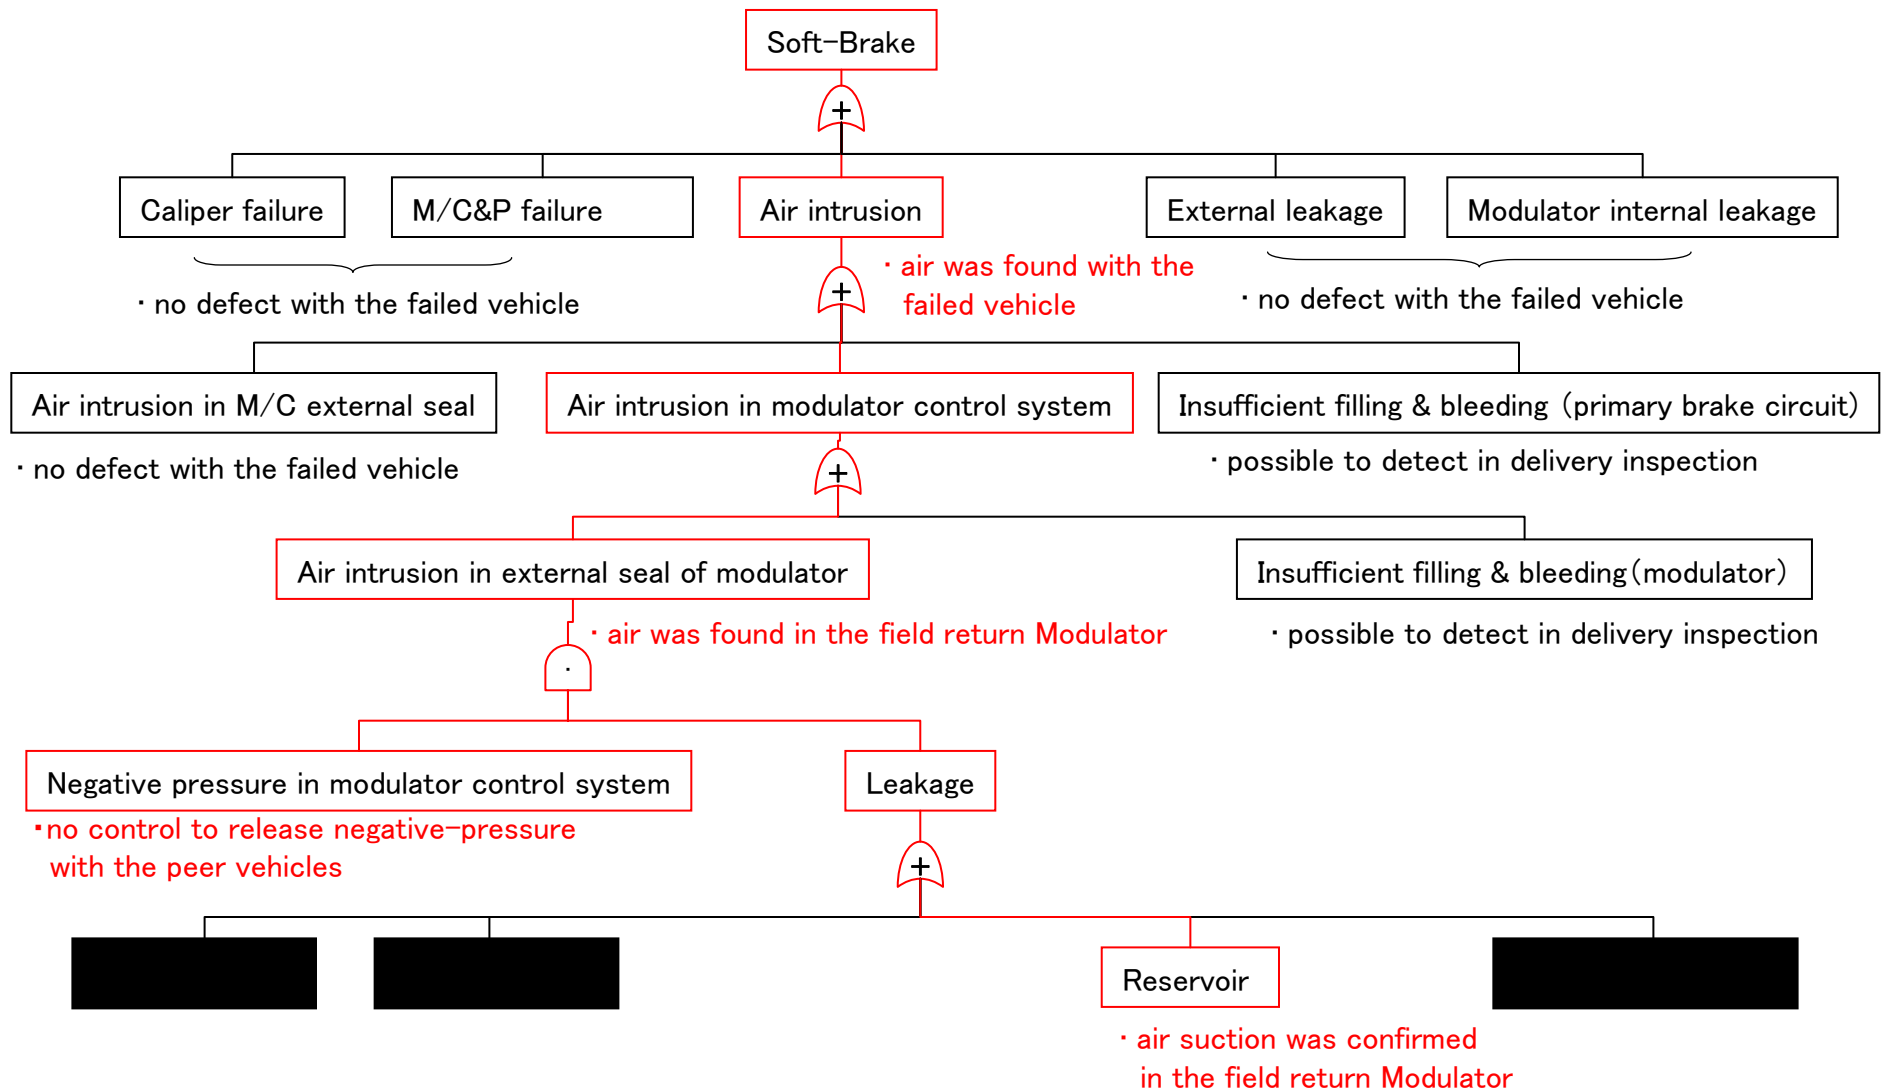 Soft-Brake
+
Caliper failure
M/C&P failure
Air intrusion
External leakage
Modulator internal leakage
・no defect with the failed vehicle
+
・air was found with the
failed vehicle
・no defect with the failed vehicle
Air intrusion in M/C external seal
Air intrusion in modulator control system
Insufficient filling & bleeding (primary brake circuit)
・no defect with the failed vehicle
+
・possible to detect in delivery inspection
Air intrusion in external seal of modulator
Insufficient filling & bleeding(modulator)
・air was found in the field return Modulator
・possible to detect in delivery inspection
・
Negative pressure in modulator control system
Leakage
・no control to release negative-pressure
with the peer vehicles
+
Reservoir
・air suction was confirmed
in the field return Modulator